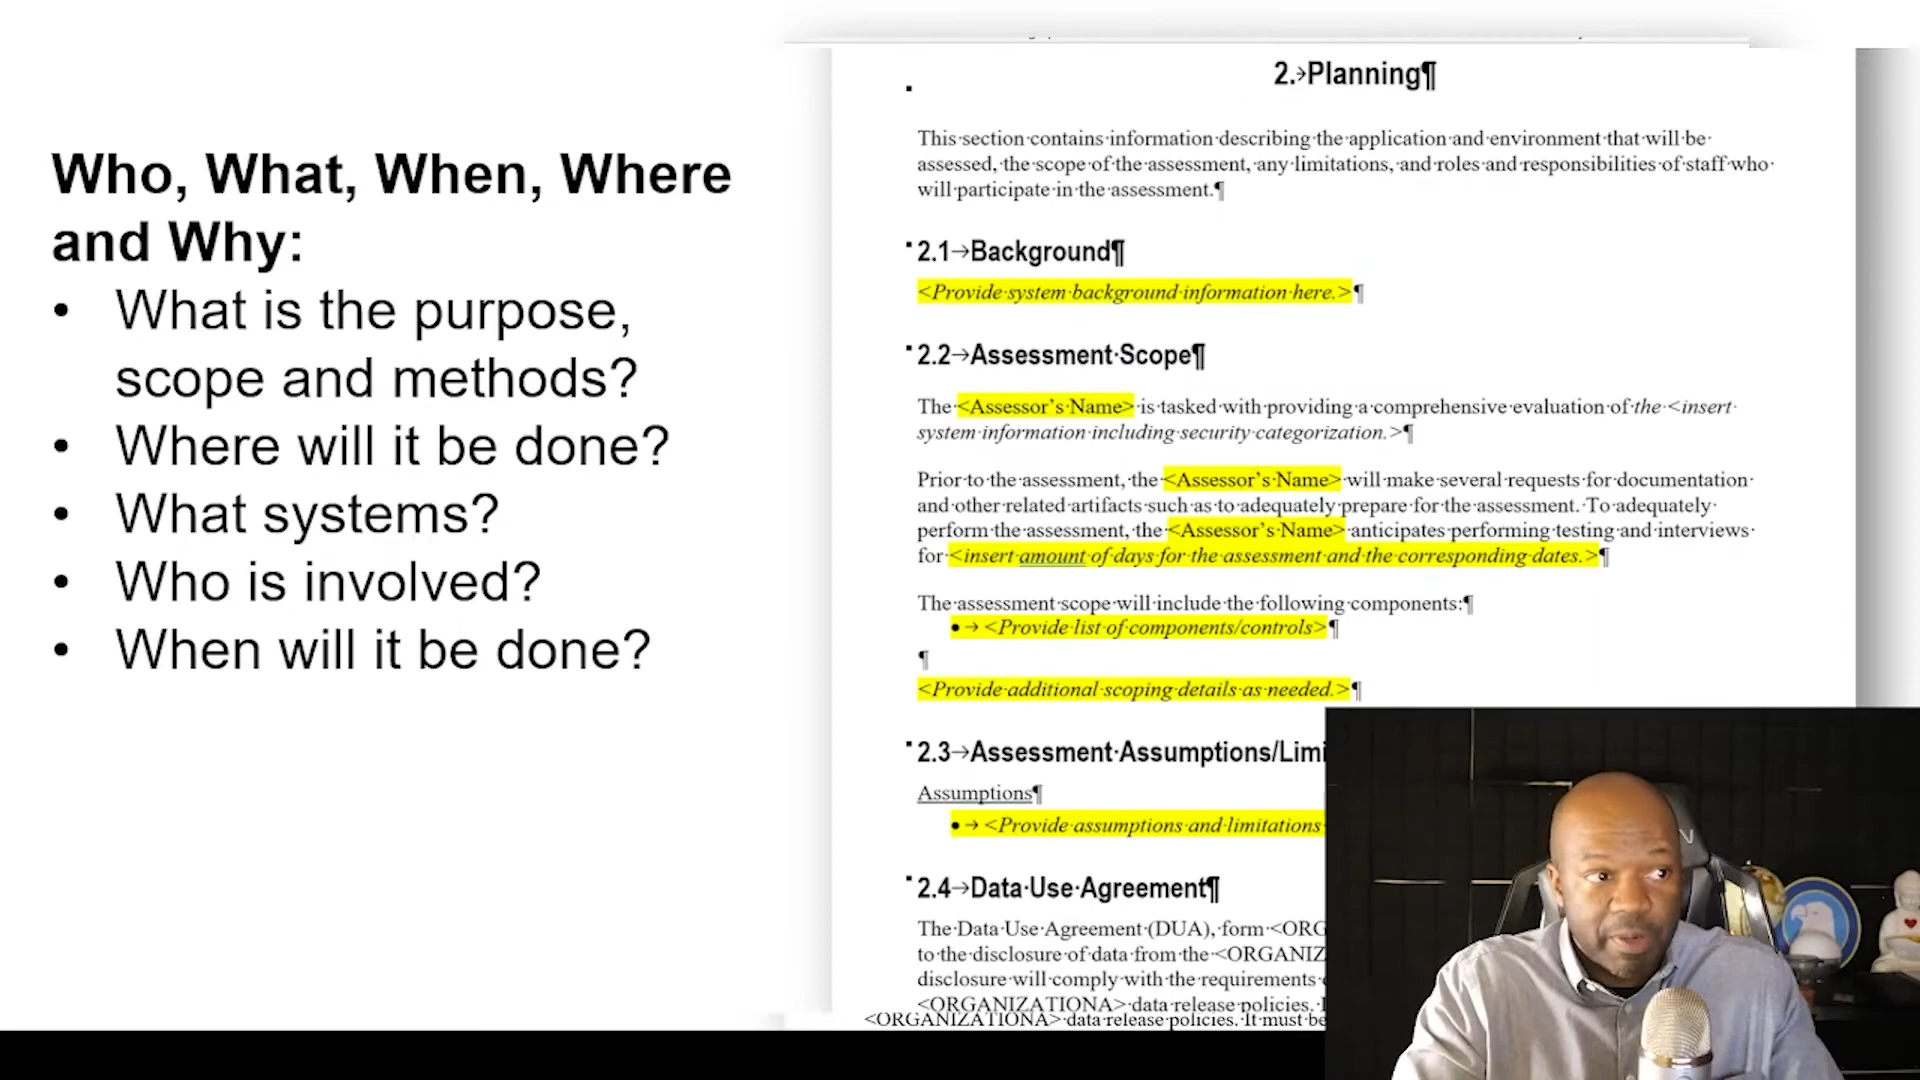 Who, What, When, Where
and Why:
• What is the purpose,
scope and methods?
• Where will it be done?
• What systems?
• Who is involved?
• When will it be done?
2.→Planning¶
This·section·contains·information·describing·the·application·and·environment·that·will·be·
assessed,·the·scope·of·the·assessment,·any·limitations,·and·roles·and·responsibilities·of·staff·who·
will·participate·in·the·assessment.¶
2.1→Background¶
<Provide·system·background·information·here.>¶
2.2→Assessment·Scope¶
The·<Assessor’s·Name>·is·tasked·with·providing·a·comprehensive·evaluation·of·the·<insert·
system·information·including·security·categorization.>¶
Prior·to·the·assessment,·the·<Assessor’s·Name>·will·make·several·requests·for·documentation·
and·other·related·artifacts·such·as·to·adequately·prepare·for·the·assessment.·To·adequately·
perform·the·assessment,·the·<Assessor’s·Name>·anticipates·performing·testing·and·interviews·
for·<insert·amount·of·days·for·the·assessment·and·the·corresponding·dates.>¶
The·assessment·scope·will·include·the·following·components:¶
•→<Provide·list·of·components/controls>¶
¶
<Provide·additional·scoping·details·as·needed.>¶
2.3→Assessment·Assumptions/Limi
Assumptions¶
•→<Provide·assumptions·and·limitations
2.4→Data·Use·Agreement¶
The·Data·Use·Agreement·(DUA),·form·<ORG
to·the·disclosure·of·data·from·the·<ORGANIZ
disclosure·will·comply·with·the·requirements
<ORGANIZATIONA>·data·release·policies.
<ORGANIZATIONA>·data·release·policies.·It·must·be